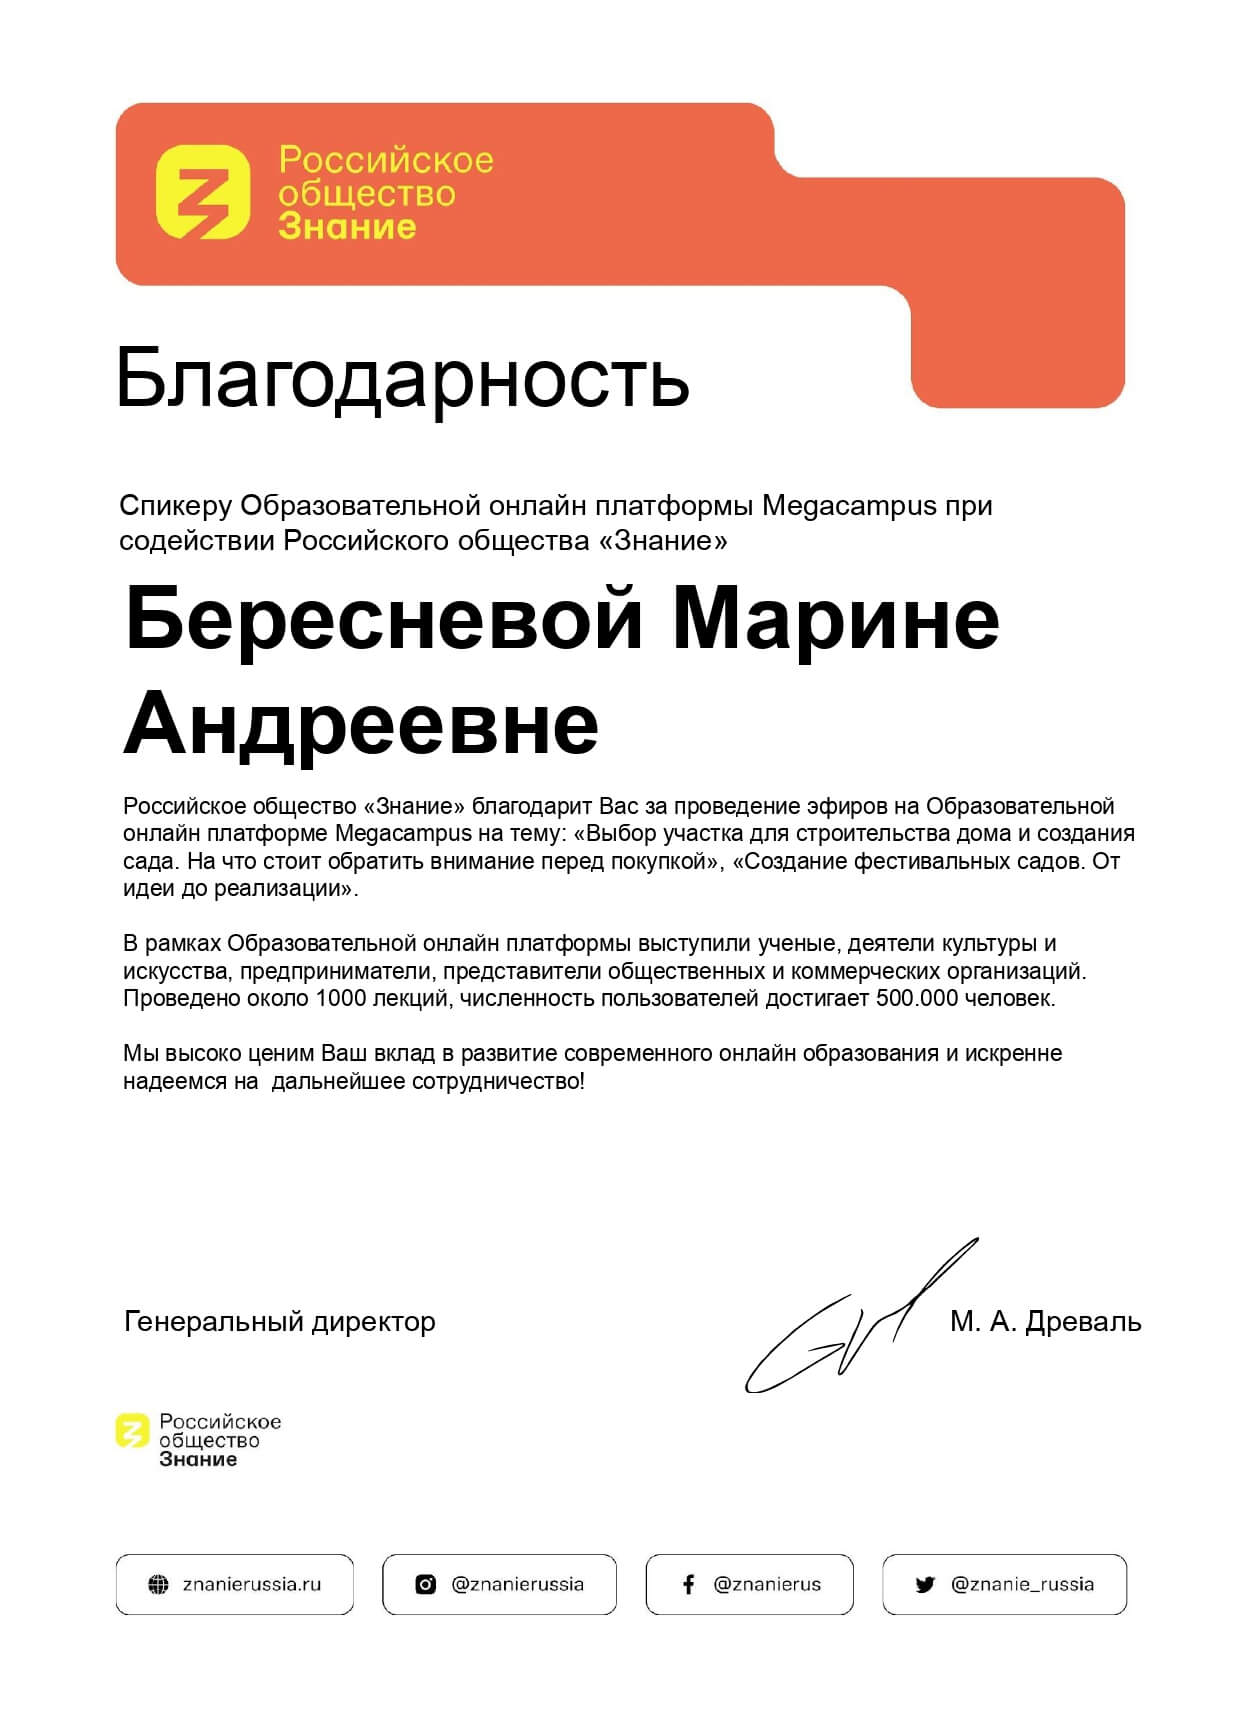 Российское
общество
Знание
Благодарность
Спикеру Образовательной онлайн платформы Megacampus при
содействии Российского общества «Знание»
Бересневой Марине
Андреевне
Российское общество «Знание» благодарит Вас за проведение эфиров на Образовательной
онлайн платформе Megacampus на тему: «Выбор участка для строительства дома и создания
сада. На что стоит обратить внимание перед покупкой», «Создание фестивальных садов. От
идеи до реализации».
В рамках Образовательной онлайн платформы выступили ученые, деятели культуры и
искусства, предприниматели, представители общественных и коммерческих организаций.
Проведено около 1000 лекций, численность пользователей достигает 500.000 человек.
Мы высоко ценим Ваш вклад в развитие современного онлайн образования и искренне
надеемся на  дальнейшее сотрудничество!
Генеральный директор
М. А. Древаль
Российское
общество
Знание
znanierussia.ru
@znanierussia
@znanierus
@znanie_russia